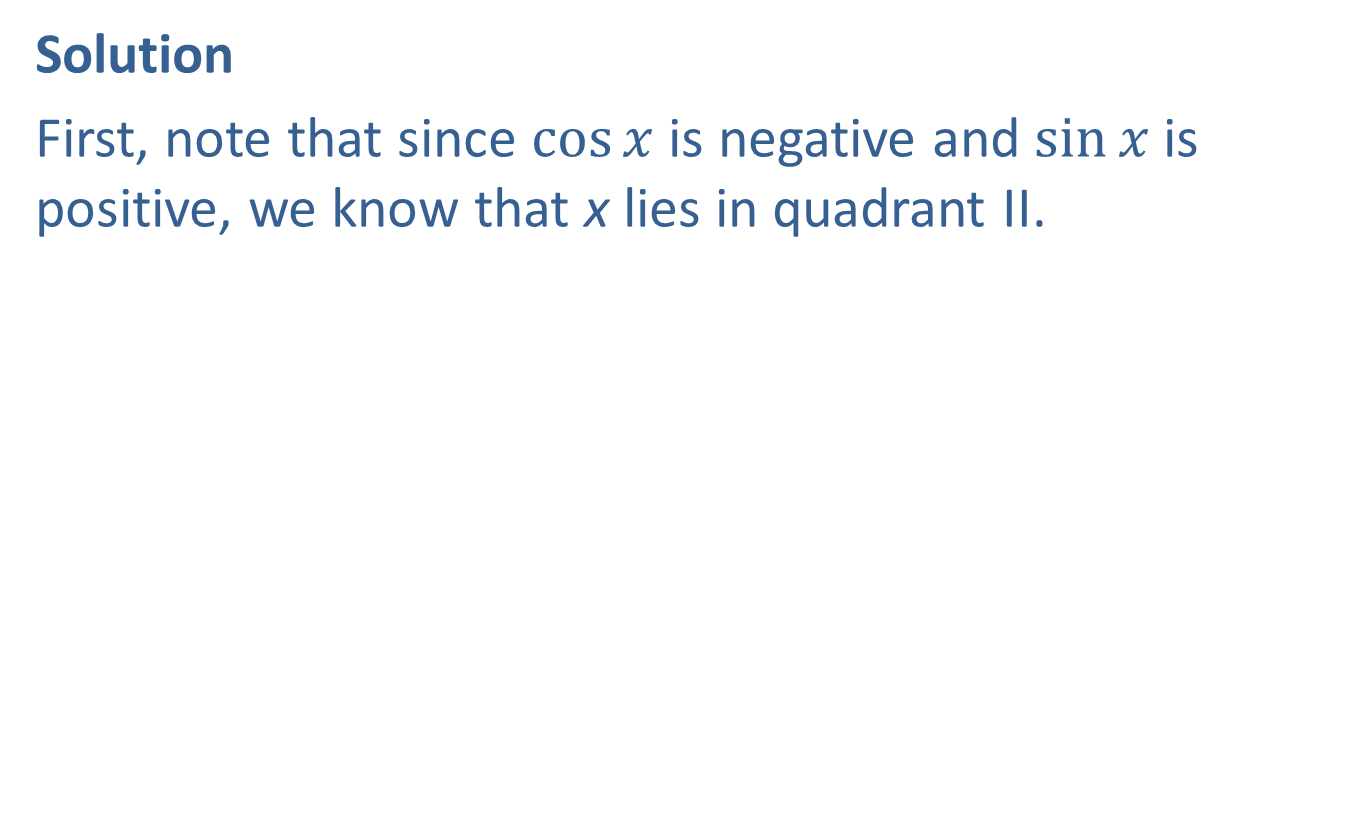 Solution
First, note that since cos x is negative and sin x is
positive, we know that x lies in quadrant II.